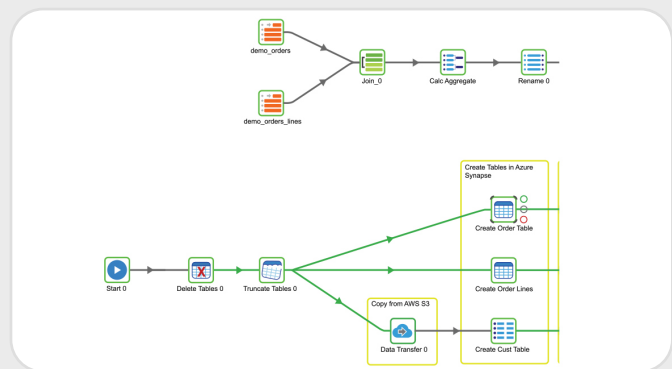 demo_orders
demo_orders_lines
Join_0
Calc Aggregate
Rename 0
Create Tables in Azure
Synapse
Create Order Table
Start 0
Delete Tables 0
Truncate Tables 0
Create Order Lines
Copy from AWS S3
Data Transfer 0
Create Cust Table